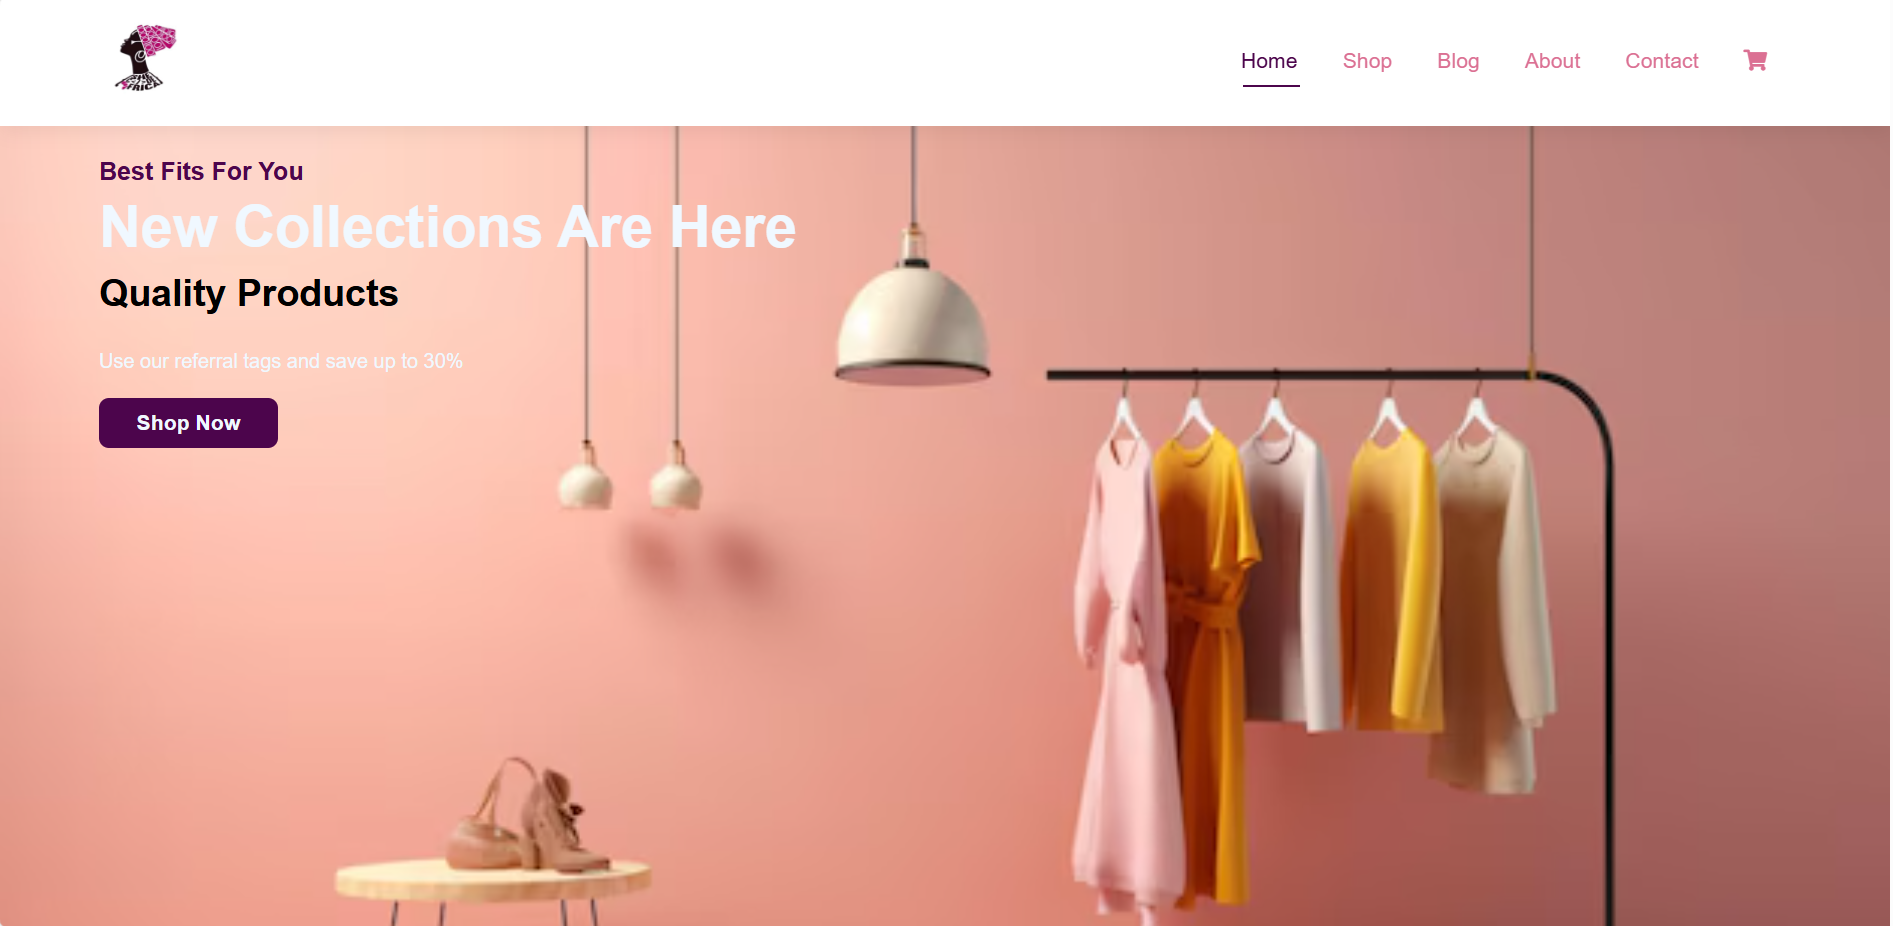 Home Shop Blog About Contact
Best Fits For You
New Collections Are Here
Quality Products
Use our referral tags and save up to 30%
Shop Now